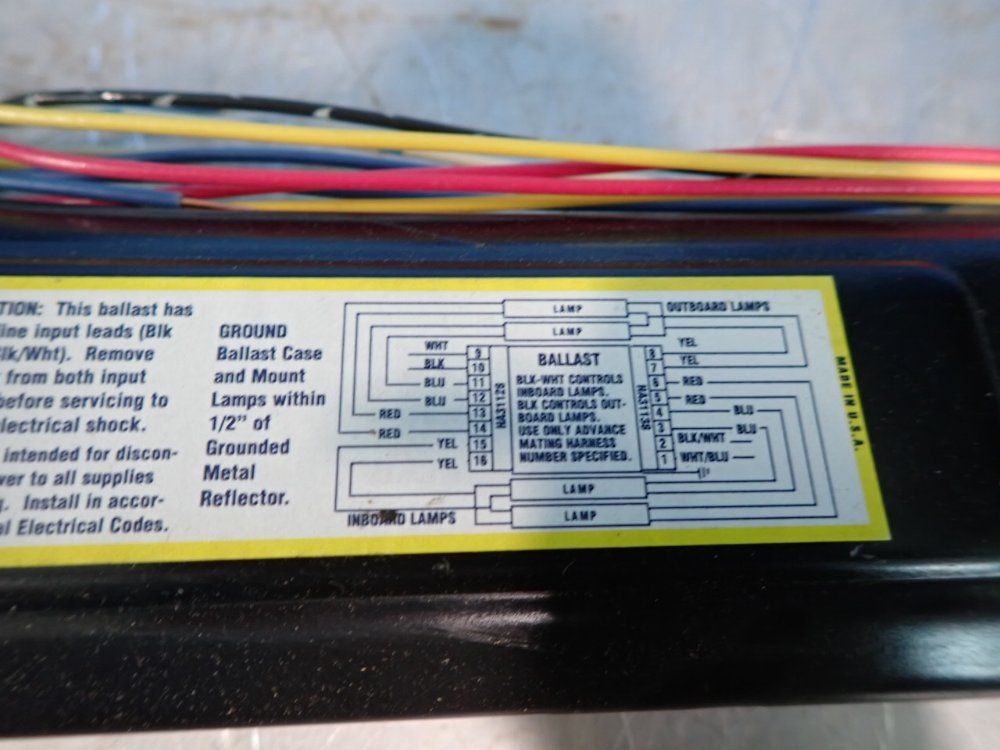 TION: This ballast has
line input leads (Blk
Blk/Wht). Remove
from both input
before servicing to
electrical shock.
intended for discon-
wer to all supplies
g. Install in accor-
al Electrical Codes.
GROUND
Ballast Case
and Mount
Lamps within
1/2" of
Grounded
Metal
Reflector.
LAMP
LAMP
OUTBOARD LAMPS
WHT
BLK
BLU
BLU
RED
RED
YEL
YEL
9
10
11
12
13
14
15
16
BALLAST
BLK-WHT CONTROLS
INBOARD LAMPS.
BLK CONTROLS OUT-
BOARD LAMPS.
USE ONLY ADVANCE
MATING HARNESS
NUMBER SPECIFIED.
8
7
6
5
4
3
2
1
YEL
YEL
RED
RED
BLU
BLU
BLK/WHT
WHT/BLU
LAMP
LAMP
INBOARD LAMPS
MADE IN U.S.A.